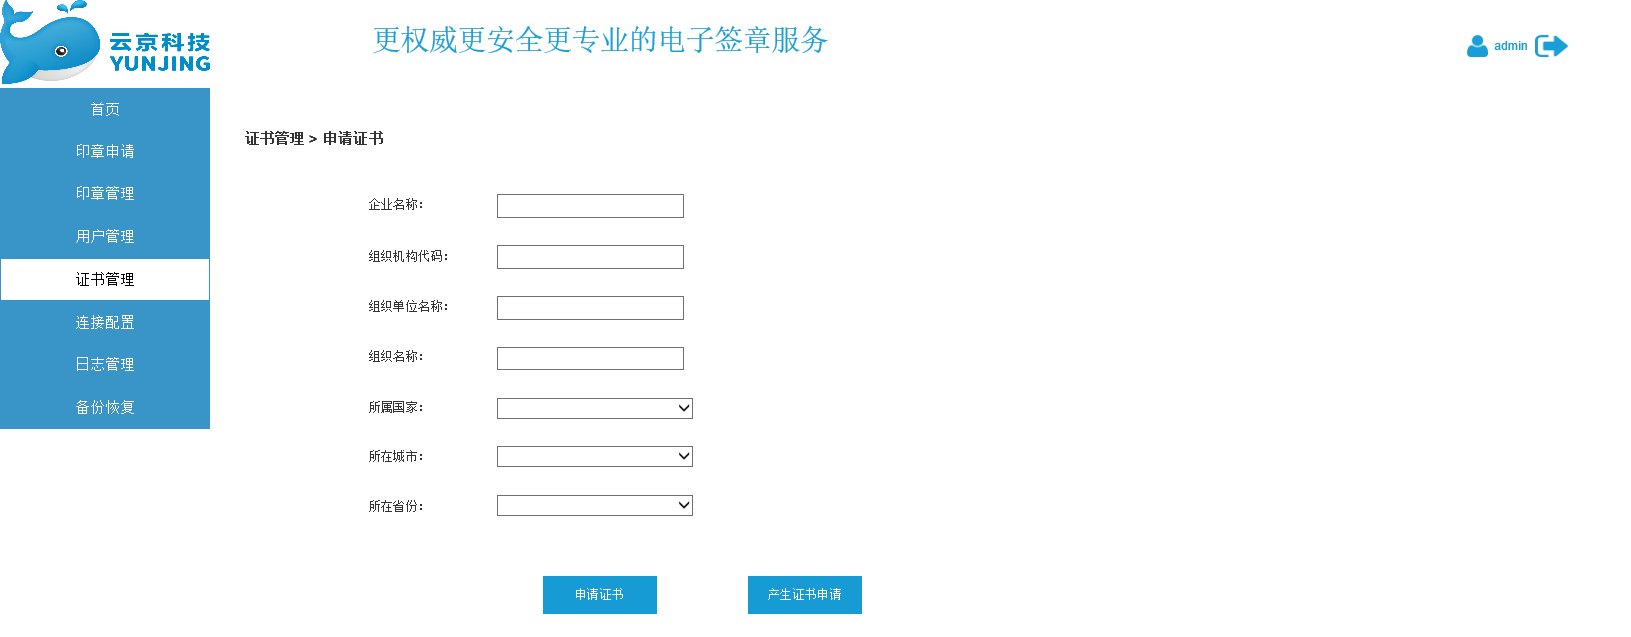 云京科技
YUNJING
更权威更安全更专业的电子签章服务
admin
首页
印章申请
印章管理
用户管理
证书管理
连接配置
日志管理
备份恢复
证书管理 > 申请证书
企业名称：
组织机构代码：
组织单位名称：
组织名称：
所属国家：
所在城市：
所在省份：
申请证书
产生证书申请